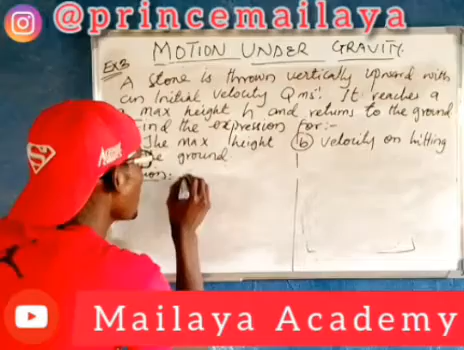 @princemailaya
MOTION UNDER GRAVITY.
Ex3
A stone is thrown vertically upward with
an initial velocity Q ms⁻¹. It reaches a
max height h and returns to the ground
Find the expression for:-
The max height (b) velocity on hitting
the ground
Mailaya Academy